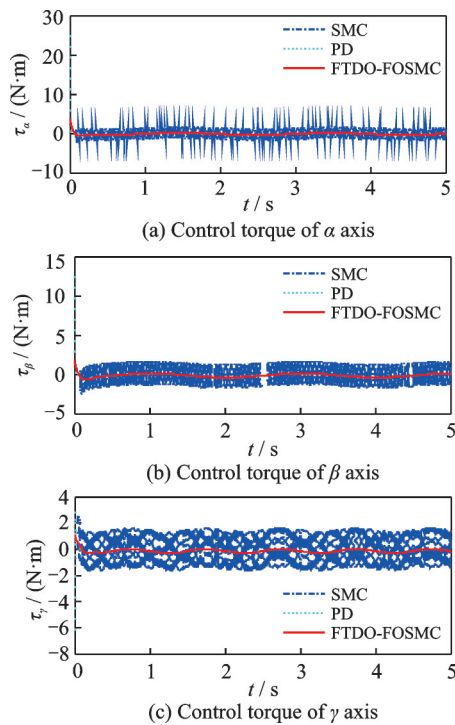 30
20
10
0
−10
τα / (N·m)
SMC
PD
FTDO-FOSMC
0 1 2 3 4 5
t / s
(a) Control torque of α axis
15
10
5
0
−5
τβ / (N·m)
SMC
PD
FTDO-FOSMC
0 1 2 3 4 5
t / s
(b) Control torque of β axis
4
2
0
−2
−4
−6
−8
τγ / (N·m)
SMC
PD
FTDO-FOSMC
0 1 2 3 4 5
t / s
(c) Control torque of γ axis